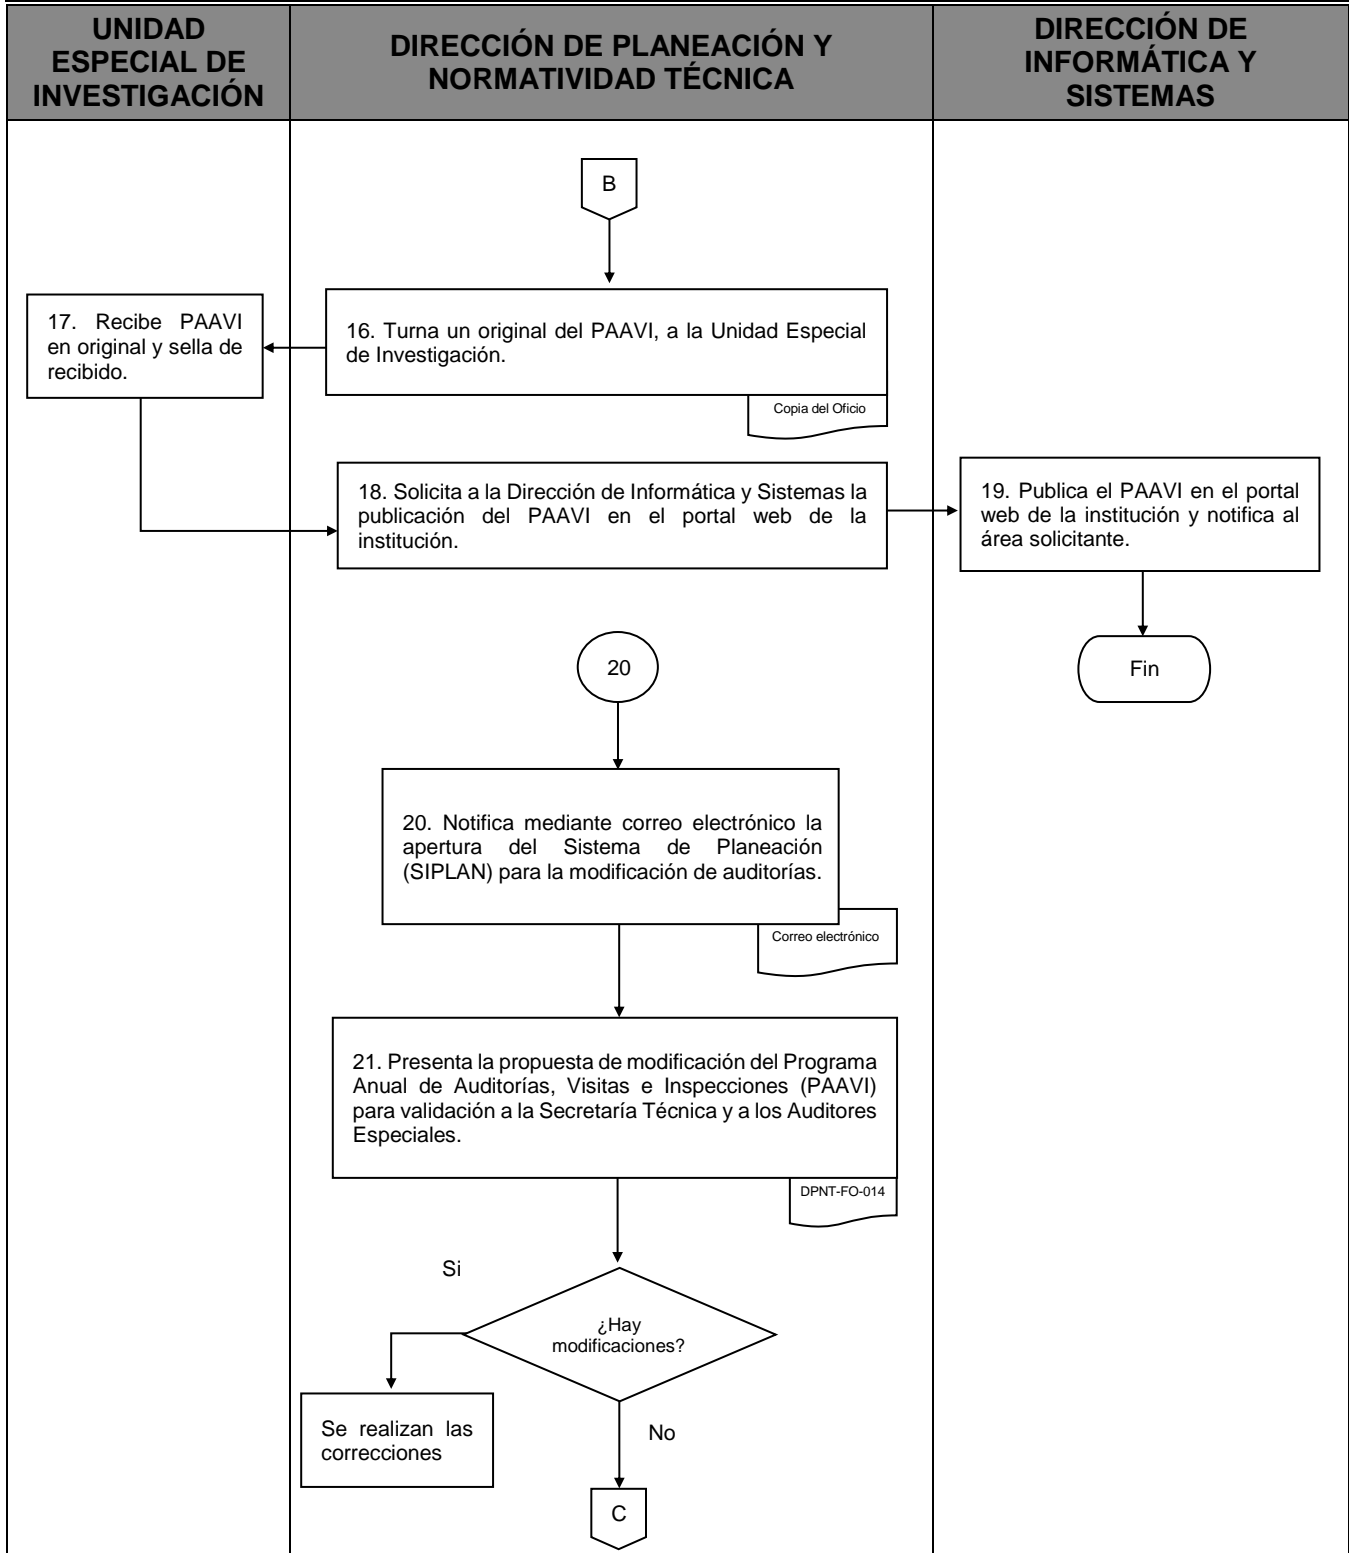 UNIDAD
ESPECIAL DE
INVESTIGACIÓN
DIRECCIÓN DE PLANEACIÓN Y
NORMATIVIDAD TÉCNICA
DIRECCIÓN DE
INFORMÁTICA Y
SISTEMAS
B
17. Recibe PAAVI
en original y sella de
recibido.
16. Turna un original del PAAVI, a la Unidad Especial
de Investigación.
Copia del Oficio
18. Solicita a la Dirección de Informática y Sistemas la
publicación del PAAVI en el portal web de la
institución.
19. Publica el PAAVI en el portal
web de la institución y notifica al
área solicitante.
20
Fin
20. Notifica mediante correo electrónico la
apertura del Sistema de Planeación
(SIPLAN) para la modificación de auditorías.
Correo electrónico
21. Presenta la propuesta de modificación del Programa
Anual de Auditorías, Visitas e Inspecciones (PAAVI)
para validación a la Secretaría Técnica y a los Auditores
Especiales.
DPNT-FO-014
Si
¿Hay
modificaciones?
Se realizan las
correcciones
No
C